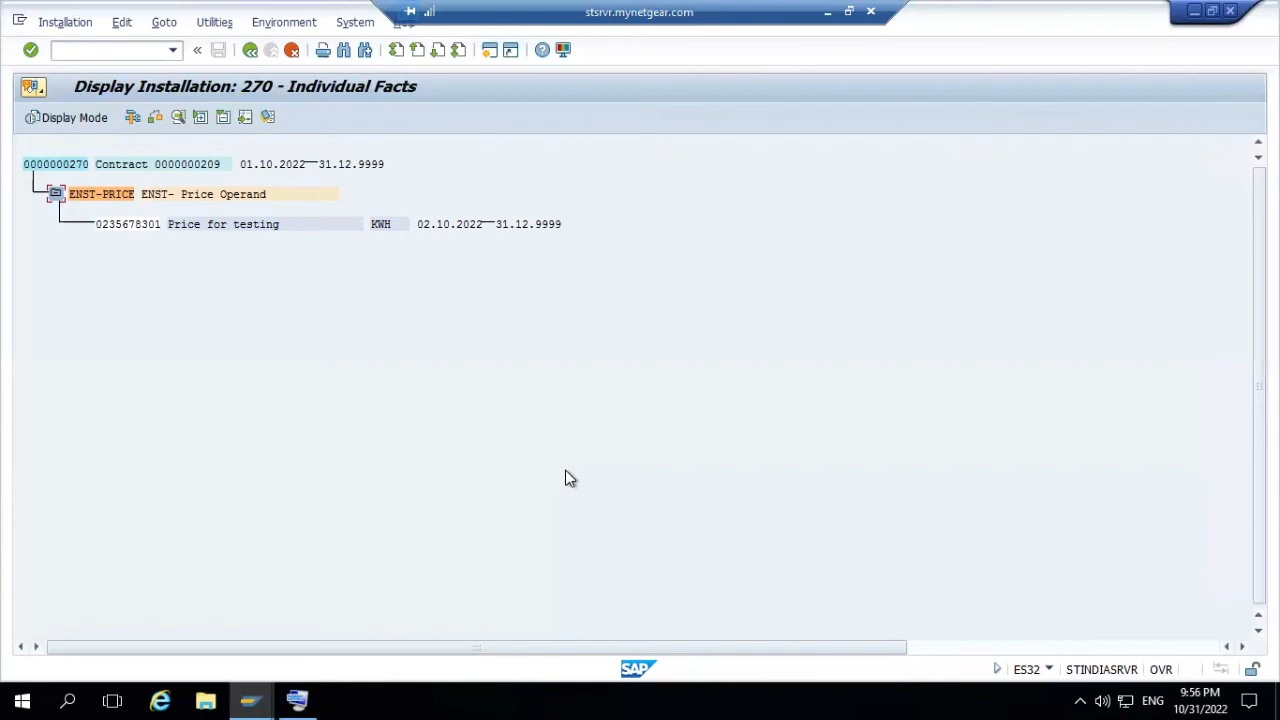 stsrvr.mynetgear.com
Installation Edit Goto Utilities Environment System
Display Installation: 270 - Individual Facts
Display Mode
0000000270 Contract 0000000209 01.10.2022 31.12.9999
ENST-PRICE ENST- Price Operand
0235678301 Price for testing KWH 02.10.2022 31.12.9999
SAP
ES32 STINDIASRVR OVR
ENG
9:56 PM
10/31/2022